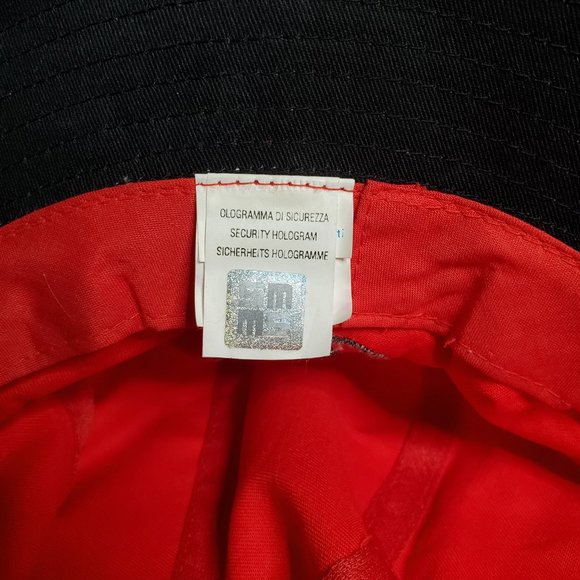 OLOGRAMMA DI SICUREZZA
SECURITY HOLOGRAM
SICHERHEITS HOLOGRAMME